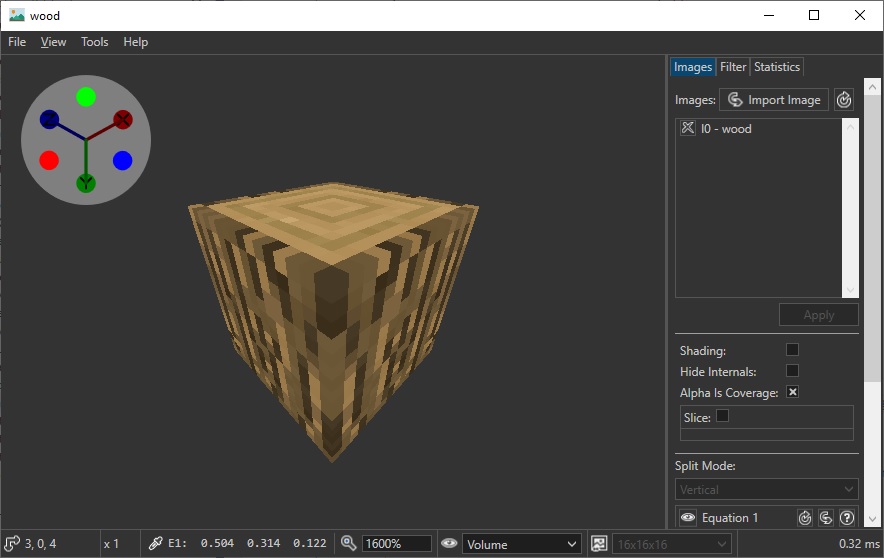 wood
File View Tools Help
Images Filter Statistics
Images: Import Image
I0 - wood
Apply
Shading:
Hide Internals:
Alpha Is Coverage:
Slice:
Split Mode:
Vertical
Equation 1
Z X
Y
3, 0, 4 x 1 E1: 0.504 0.314 0.122 1600% Volume 16x16x16 0.32 ms